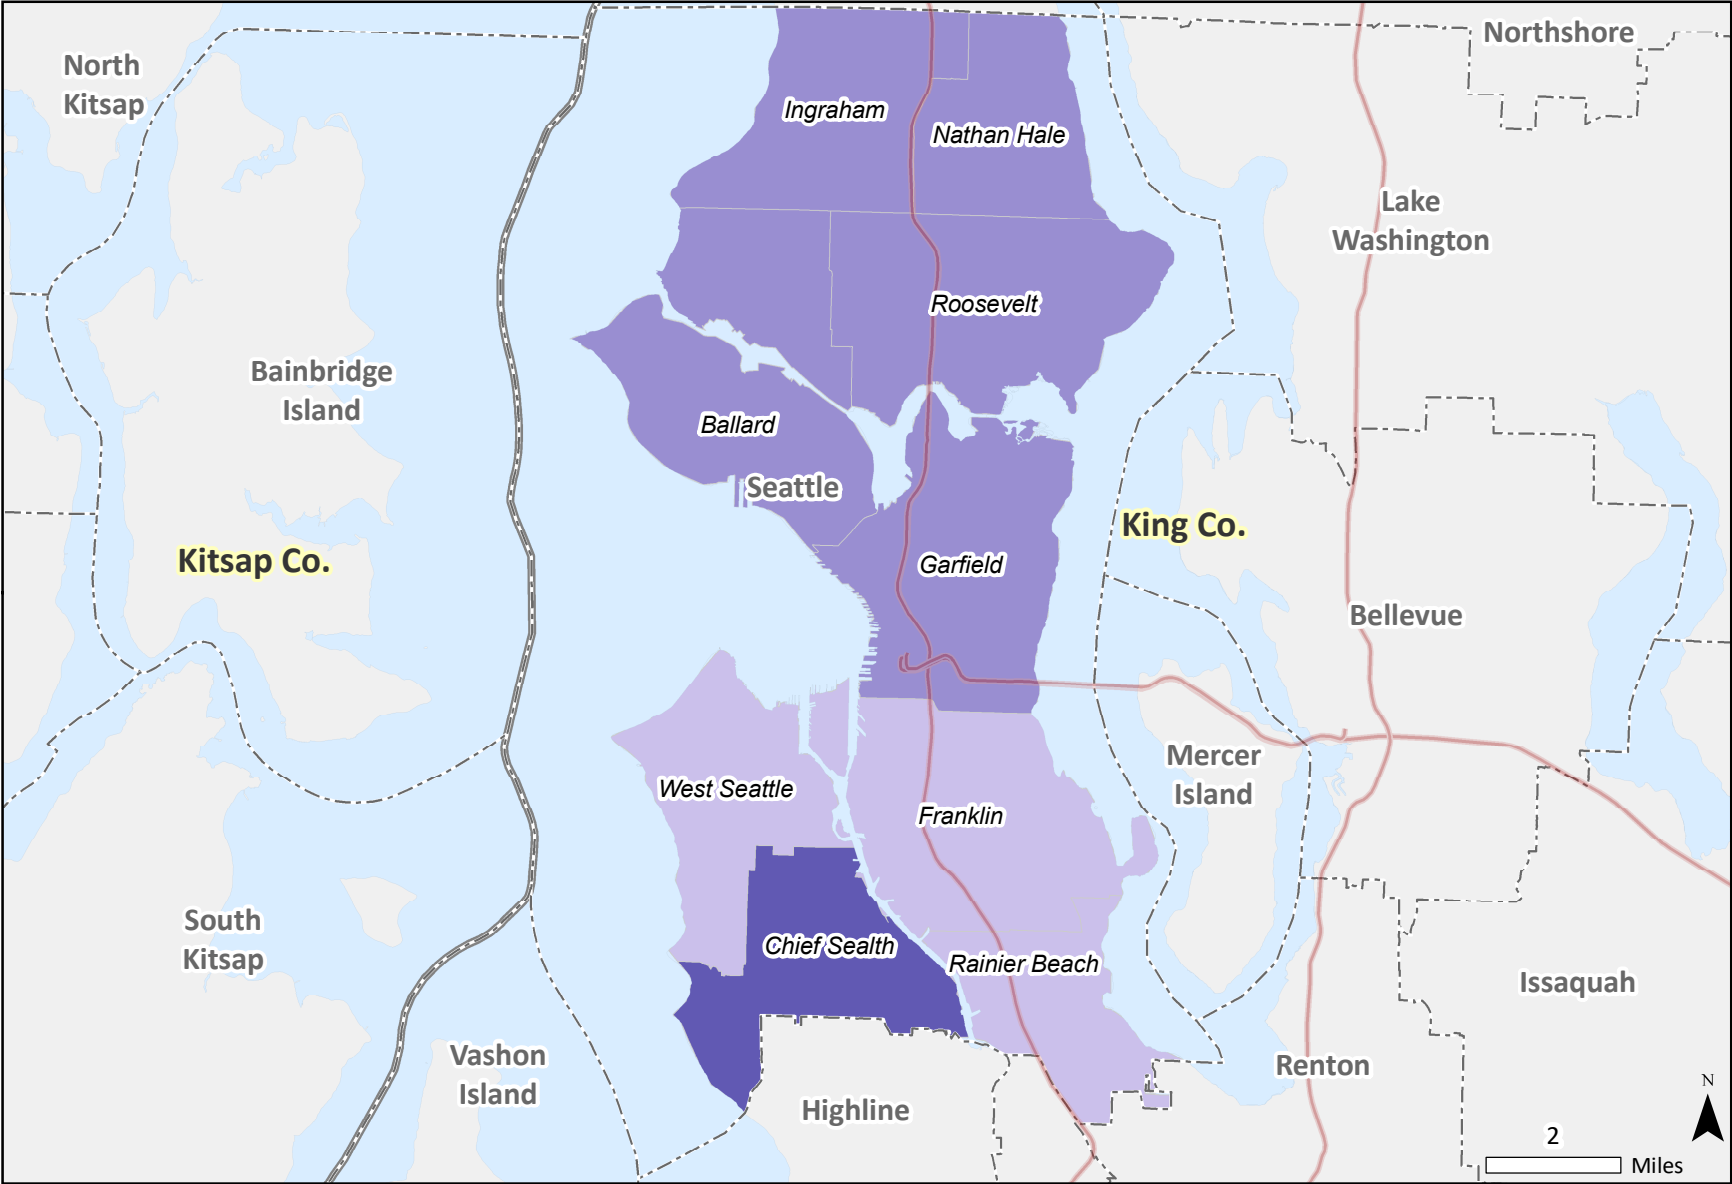 Northshore
North
Kitsap
Ingraham
Nathan Hale
Lake
Washington
Roosevelt
Bainbridge
Island
Ballard
Seattle
King Co.
Kitsap Co.
Garfield
Bellevue
Mercer
Island
West Seattle
Franklin
South
Kitsap
Chief Sealth
Rainier Beach
Issaquah
Vashon
Island
Renton
Highline
N
2
Miles